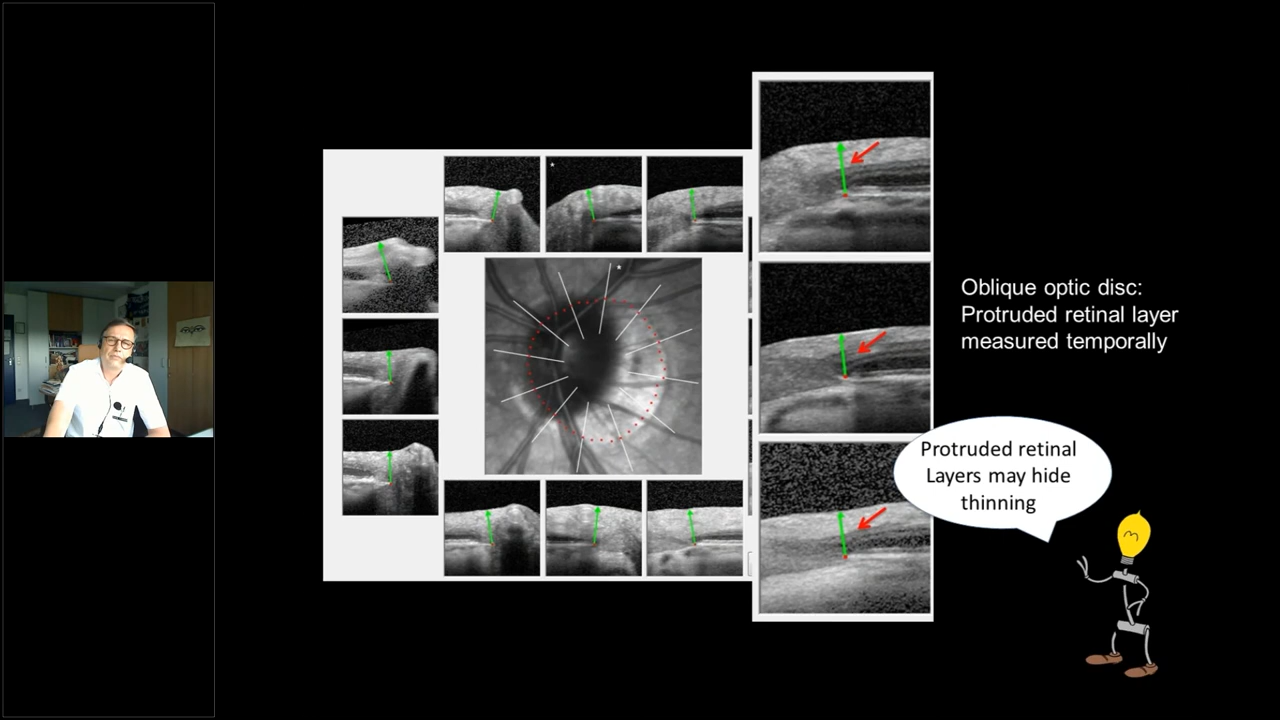 Oblique optic disc:
Protruded retinal layer
measured temporally
Protruded retinal
Layers may hide
thinning